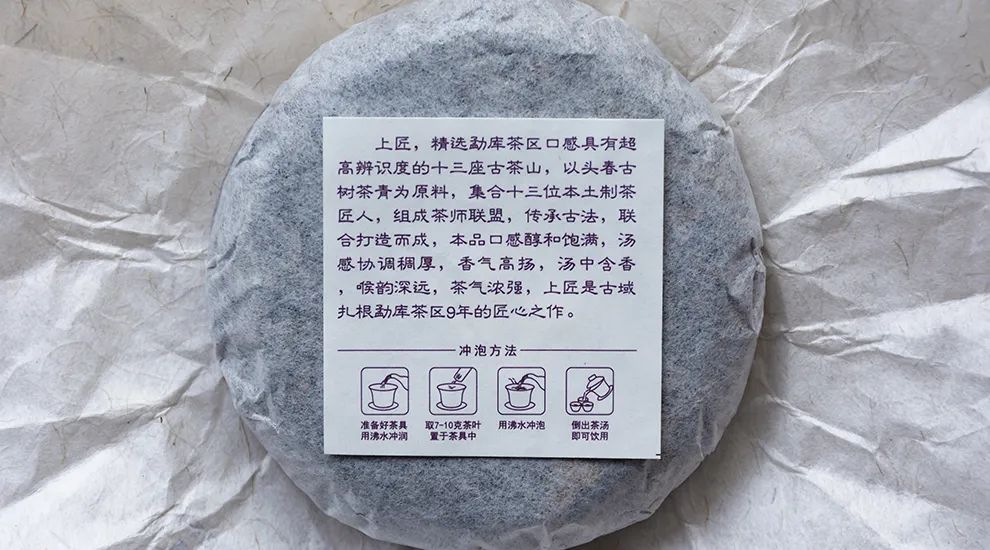 上匠，精选勐库茶区口感具有超
高辨识度的十三座古茶山，以头春古
树茶青为原料，集合十三位本土制茶
匠人，组成茶师联盟，传承古法，联
合打造而成，本品口感醇和饱满，汤
感协调稠厚，香气高扬，汤中含香
，喉韵深远，茶气浓强，上匠是古域
扎根勐库茶区9年的匠心之作。
冲泡方法
准备好茶具
用沸水冲润
取7-10克茶叶
置于茶具中
用沸水冲泡
倒出茶汤
即可饮用